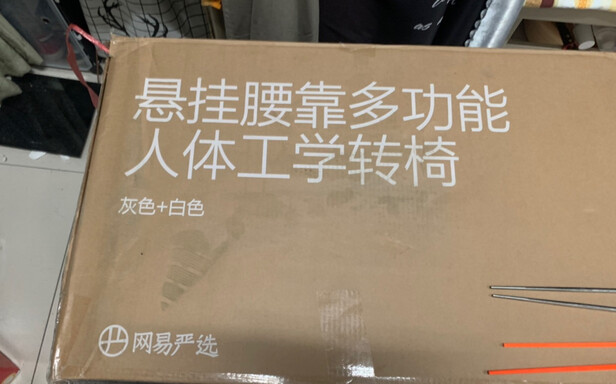 悬挂腰靠多功能
人体工学转椅
灰色+白色
网易严选